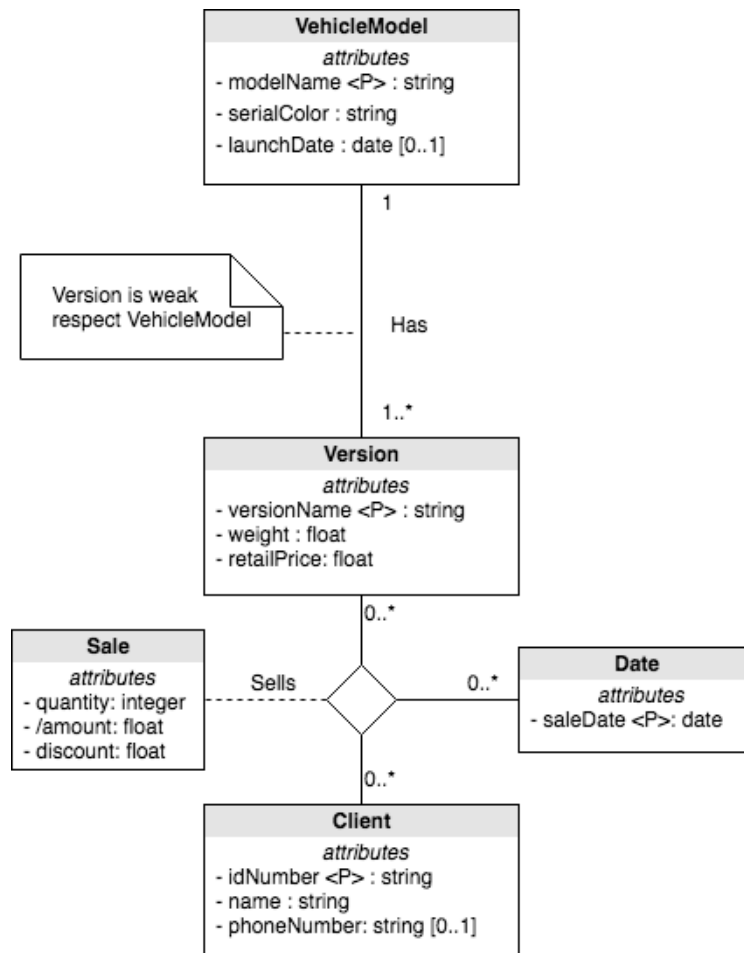 VehicleModel
attributes
- modelName <P> : string
- serialColor : string
- launchDate : date [0..1]
1
Version is weak
respect VehicleModel
Has
1..*
Version
attributes
- versionName <P> : string
- weight : float
- retailPrice: float
0..*
Sale
attributes
- quantity: integer
- /amount: float
- discount: float
Sells
0..*
Date
attributes
- saleDate <P>: date
0..*
Client
attributes
- idNumber <P> : string
- name : string
- phoneNumber: string [0..1]